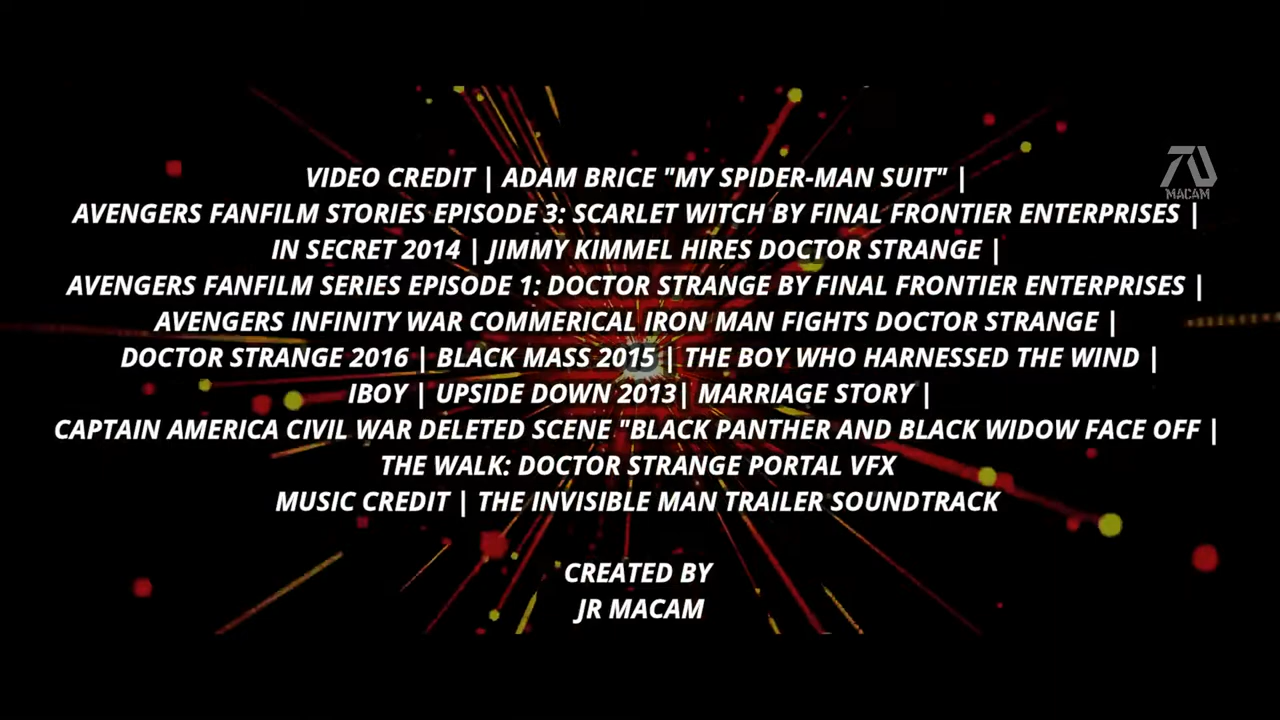 VIDEO CREDIT | ADAM BRICE "MY SPIDER-MAN SUIT" |
AVENGERS FANFILM STORIES EPISODE 3: SCARLET WITCH BY FINAL FRONTIER ENTERPRISES |
IN SECRET 2014 | JIMMY KIMMEL HIRES DOCTOR STRANGE |
AVENGERS FANFILM SERIES EPISODE 1: DOCTOR STRANGE BY FINAL FRONTIER ENTERPRISES |
AVENGERS INFINITY WAR COMMERICAL IRON MAN FIGHTS DOCTOR STRANGE |
DOCTOR STRANGE 2016 | BLACK MASS 2015 | THE BOY WHO HARNESSED THE WIND |
IBOY | UPSIDE DOWN 2013| MARRIAGE STORY |
CAPTAIN AMERICA CIVIL WAR DELETED SCENE "BLACK PANTHER AND BLACK WIDOW FACE OFF |
THE WALK: DOCTOR STRANGE PORTAL VFX
MUSIC CREDIT | THE INVISIBLE MAN TRAILER SOUNDTRACK
CREATED BY
JR MACAM
MACAM